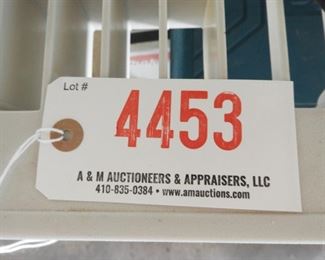 Lot #
4453
A & M AUCTIONEERS & APPRAISERS, LLC
410-835-0384 • www.amauctions.com